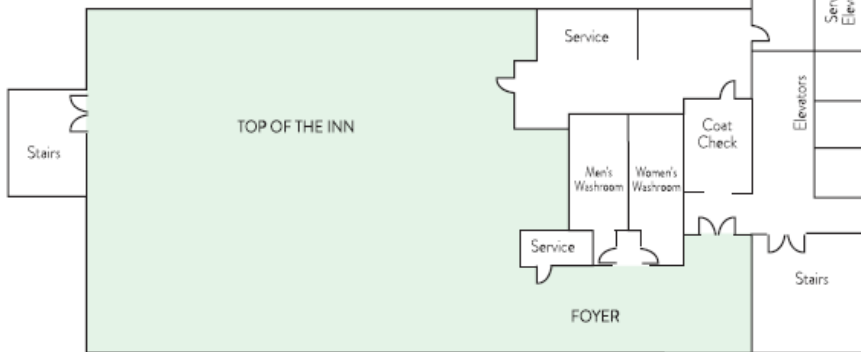 Service
Serv
Elev
Elevators
TOP OF THE INN
Coat
Check
Stairs
Men's
Washroom
Women's
Washroom
Service
Stairs
FOYER